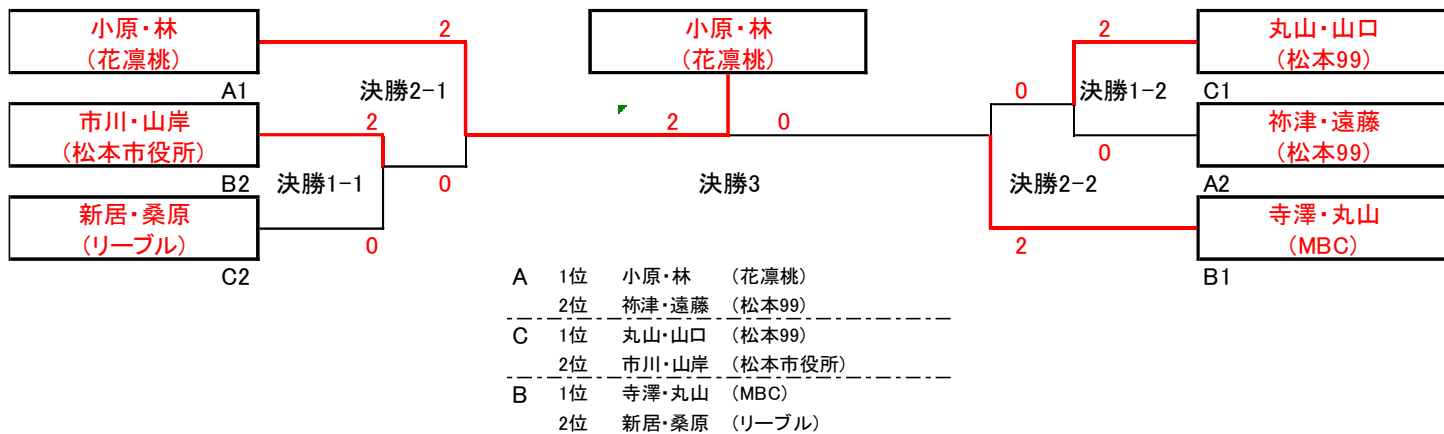 小原・林
(花凛桃)
A1
市川・山岸
(松本市役所)
B2
新居・桑原
(リーブル)
C2
2
決勝2-1
2
決勝1-1
0
0
小原・林
(花凛桃)
2
0
決勝3
2
決勝1-2
0
0
決勝2-2
2
丸山・山口
(松本99)
C1
祢津・遠藤
(松本99)
A2
寺澤・丸山
(MBC)
B1
A 1位 小原・林 (花凛桃)
2位 祢津・遠藤 (松本99)
C 1位 丸山・山口 (松本99)
2位 市川・山岸 (松本市役所)
B 1位 寺澤・丸山 (MBC)
2位 新居・桑原 (リーブル)